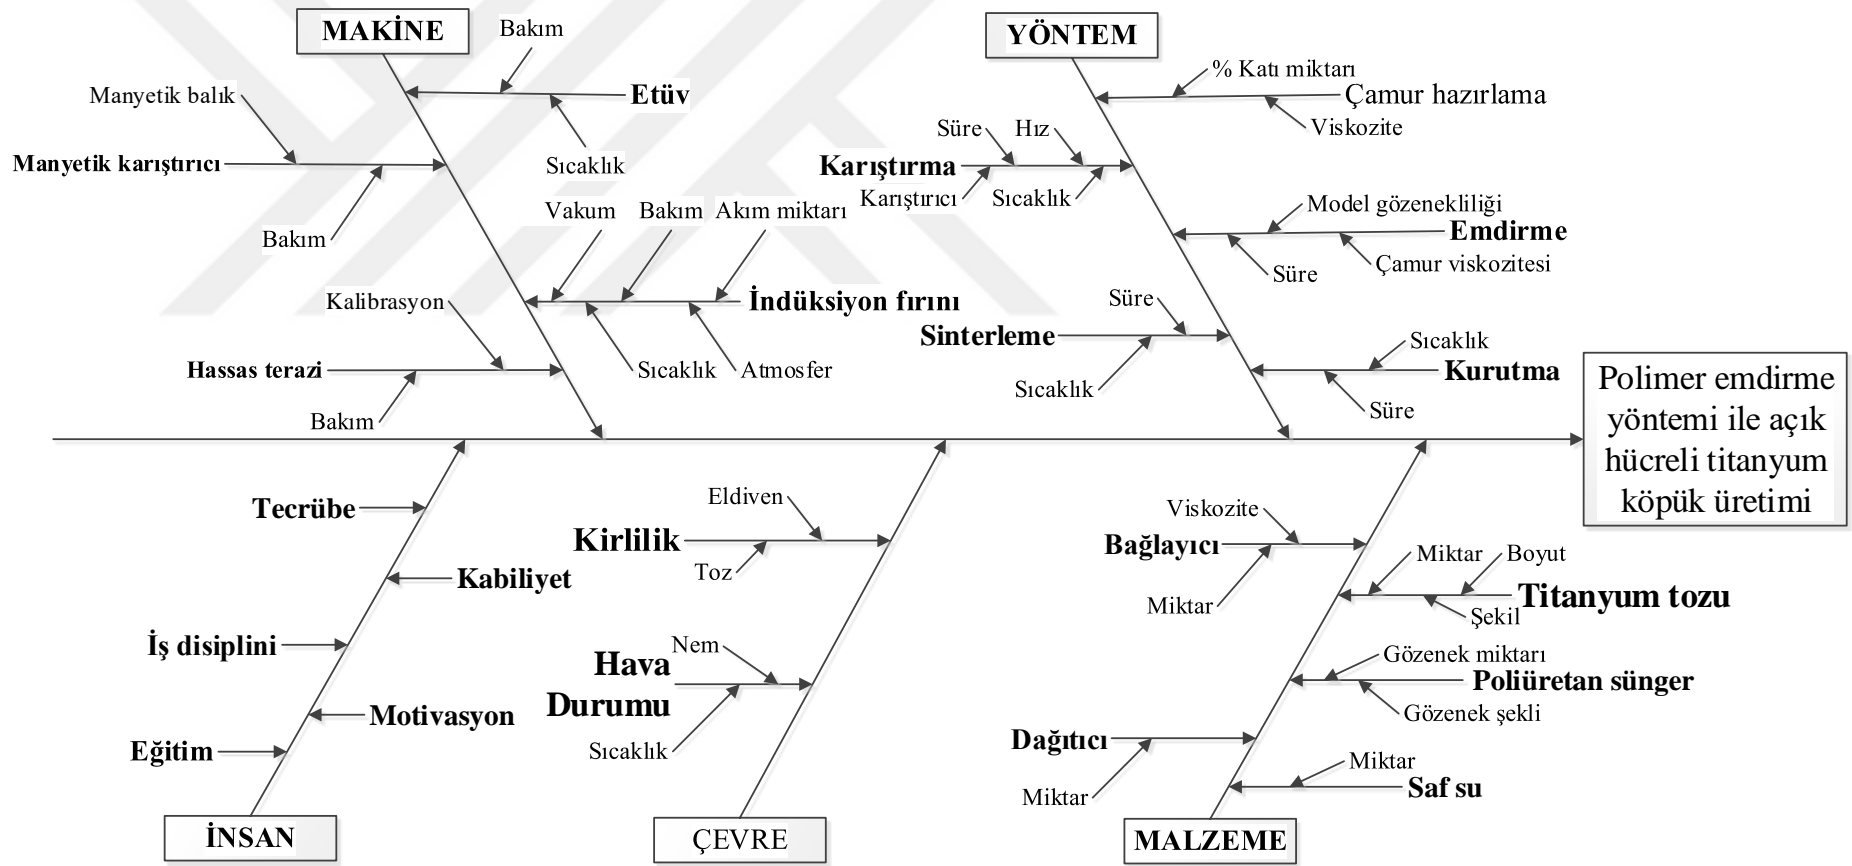 MAKİNE
YÖNTEM
Bakım
Etüv
Sıcaklık
Manyetik balık
Manyetik karıştırıcı
Bakım
Vakum
Bakım
Akım miktarı
İndüksiyon fırını
Sıcaklık
Atmosfer
Kalibrasyon
Hassas terazi
Bakım
% Katı miktarı
Çamur hazırlama
Viskozite
Süre
Hız
Karıştırma
Karıştırıcı
Sıcaklık
Model gözenekliliği
Emdirme
Süre
Çamur viskozitesi
Süre
Sinterleme
Sıcaklık
Sıcaklık
Kurutma
Süre
Polimer emdirme
yöntemi ile açık
hücreli titanyum
köpük üretimi
Tecrübe
Kabiliyet
İş disiplini
Motivasyon
Eğitim
İNSAN
Eldiven
Kirlilik
Toz
Nem
Hava
Durumu
Sıcaklık
ÇEVRE
Viskozite
Bağlayıcı
Miktar
Miktar
Boyut
Titanyum tozu
Şekil
Gözenek miktarı
Poliüretan sünger
Gözenek şekli
Dağıtıcı
Miktar
Miktar
Saf su
MALZEME